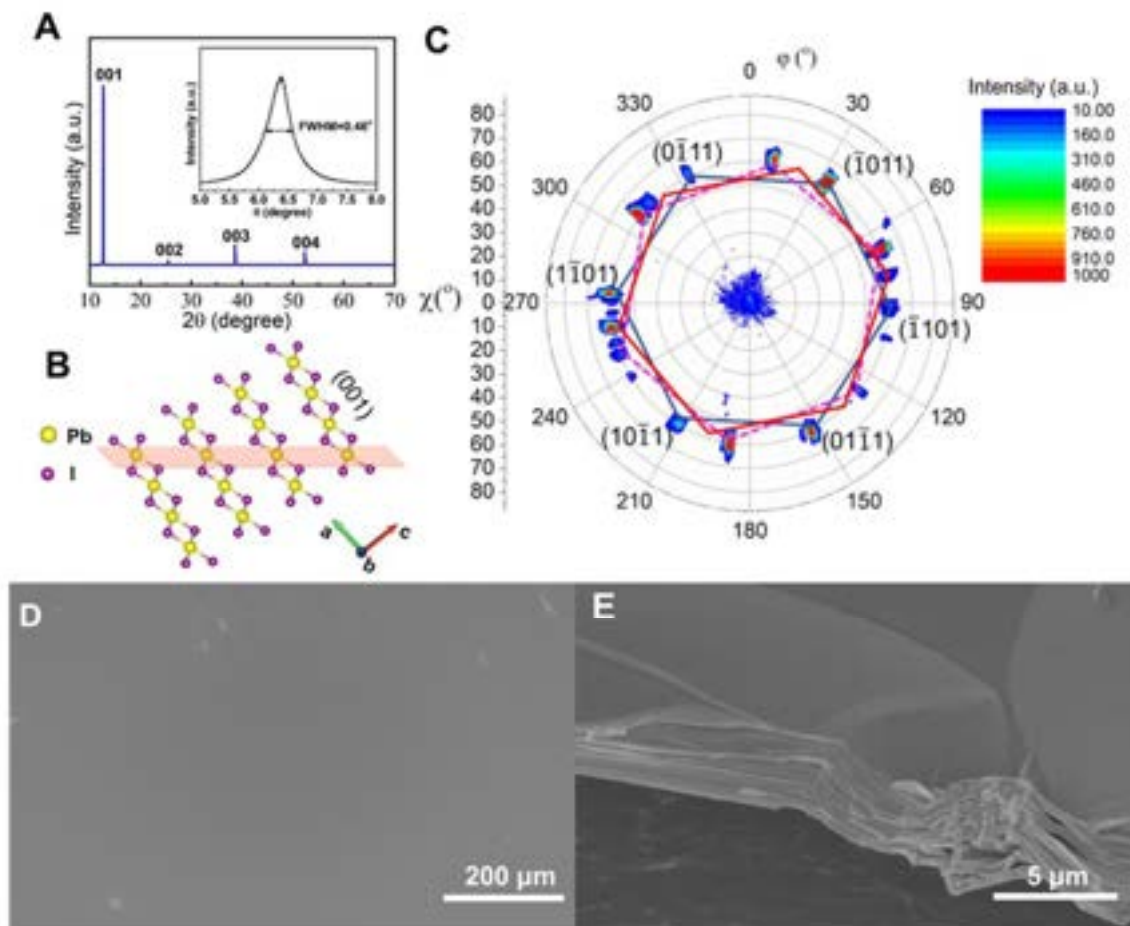 A
Intensity (a.u.)
001
002
003
004
10 20 30 40 50 60 70
2θ (degree)
Intensity (a.u.)
FWHM=0.46°
5.0 5.5 6.0 6.5 7.0 7.5 8.0
θ (degree)
B
Pb
I
(001)
a
b
c
C
φ (°)
χ(°)
80
70
60
50
40
30
20
10
0
10
20
30
40
50
60
70
80
0
30
60
90
120
150
180
210
240
270
300
330
(01̄11)
(1̄011)
(11̄01)
(1̄101)
(101̄1)
(011̄1)
Intensity (a.u.)
10.00
160.0
310.0
460.0
610.0
760.0
910.0
1000
D
200 μm
E
5 μm